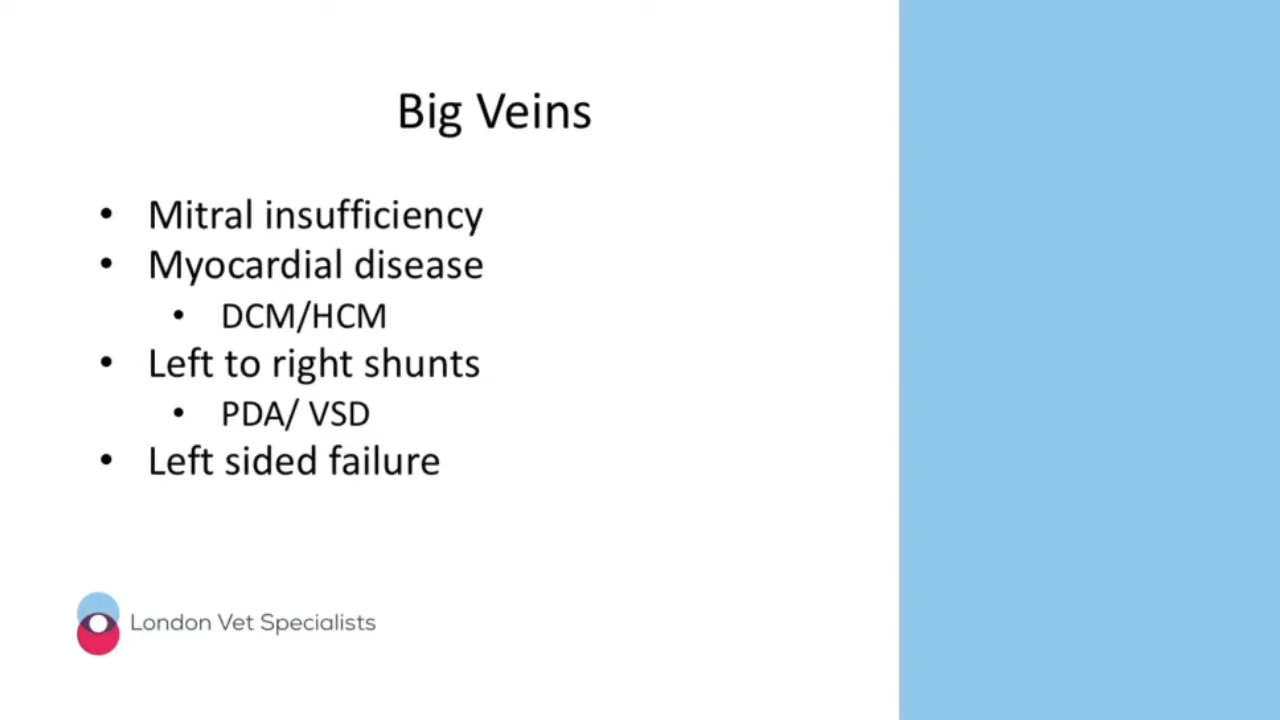 Big Veins
• Mitral insufficiency
• Myocardial disease
• DCM/HCM
• Left to right shunts
• PDA/ VSD
• Left sided failure
London Vet Specialists